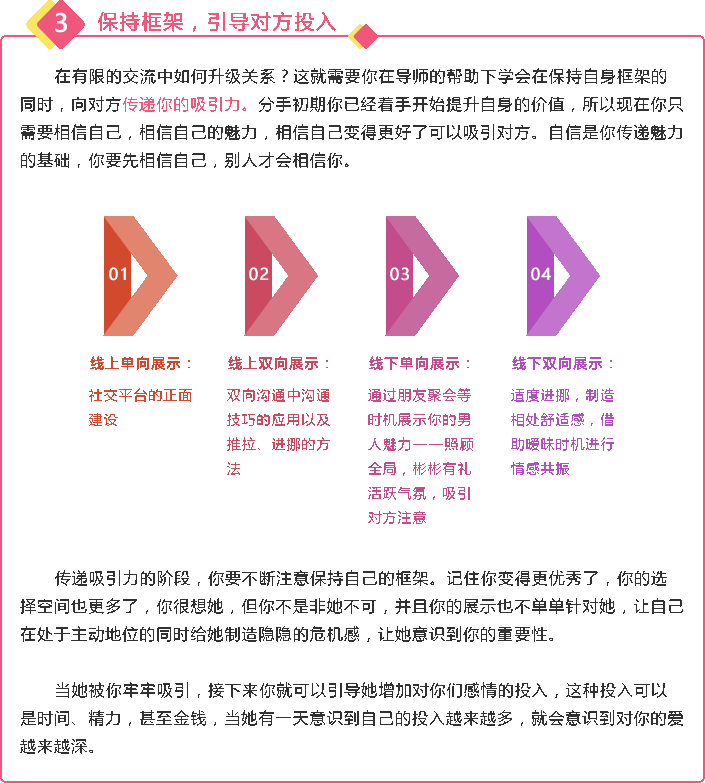 3 保持框架，引导对方投入
在有限的交流中如何升级关系？这就需要你在导师的帮助下学会在保持自身框架的
同时，向对方传递你的吸引力。分手初期你已经着手开始提升自身的价值，所以现在你只
需要相信自己，相信自己的魅力，相信自己变得更好了可以吸引对方。自信是你传递魅力
的基础，你要先相信自己，别人才会相信你。
01
线上单向展示：
社交平台的正面
建设
02
线上双向展示：
双向沟通中沟通
技巧的应用以及
推拉、进挪的方
法
03
线下单向展示：
通过朋友聚会等
时机展示你的男
人魅力一一照顾
全局，彬彬有礼
活跃气氛，吸引
对方注意
04
线下双向展示：
适度进挪，制造
相处舒适感，借
助暧昧时机进行
情感共振
传递吸引力的阶段，你要不断注意保持自己的框架。记住你变得更优秀了，你的选
择空间也更多了，你很想她，但你不是非她不可，并且你的展示也不单单针对她，让自己
在处于主动地位的同时给她制造隐隐的危机感，让她意识到你的重要性。
当她被你牢牢吸引，接下来你就可以引导她增加对你们感情的投入，这种投入可以
是时间、精力，甚至金钱，当她有一天意识到自己的投入越来越多，就会意识到对你的爱
越来越深。